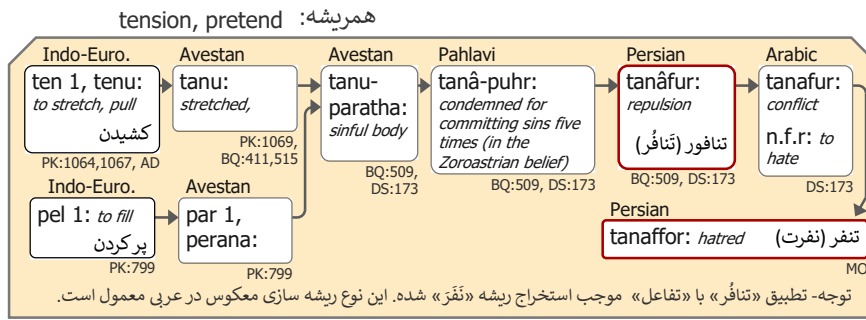 همریشه: tension, pretend
Indo-Euro.
ten 1, tenu:
to stretch, pull
کشیدن
PK:1064,1067, AD
Avestan
tanu:
stretched,
PK:1069,
BQ:411,515
Avestan
tanu-
paratha:
sinful body
BQ:509,
DS:173
Pahlavi
tanâ-puhr:
condemned for
committing sins five
times (in the
Zoroastrian belief)
BQ:509, DS:173
Persian
tanâfur:
repulsion
تنافور (تَنافُر)
BQ:509, DS:173
Arabic
tanafur:
conflict
n.f.r: to
hate
DS:173
Indo-Euro.
pel 1: to fill
پرکردن
PK:799
Avestan
par 1,
perana:
PK:799
Persian
tanaffor: hatred تنفر (نفرت)
MO
توجه- تطبیق «تنافُر» با «تفاعل» موجب استخراج ریشه «نَفَرَ» شده. این نوع ریشه سازی معکوس در عربی معمول است.